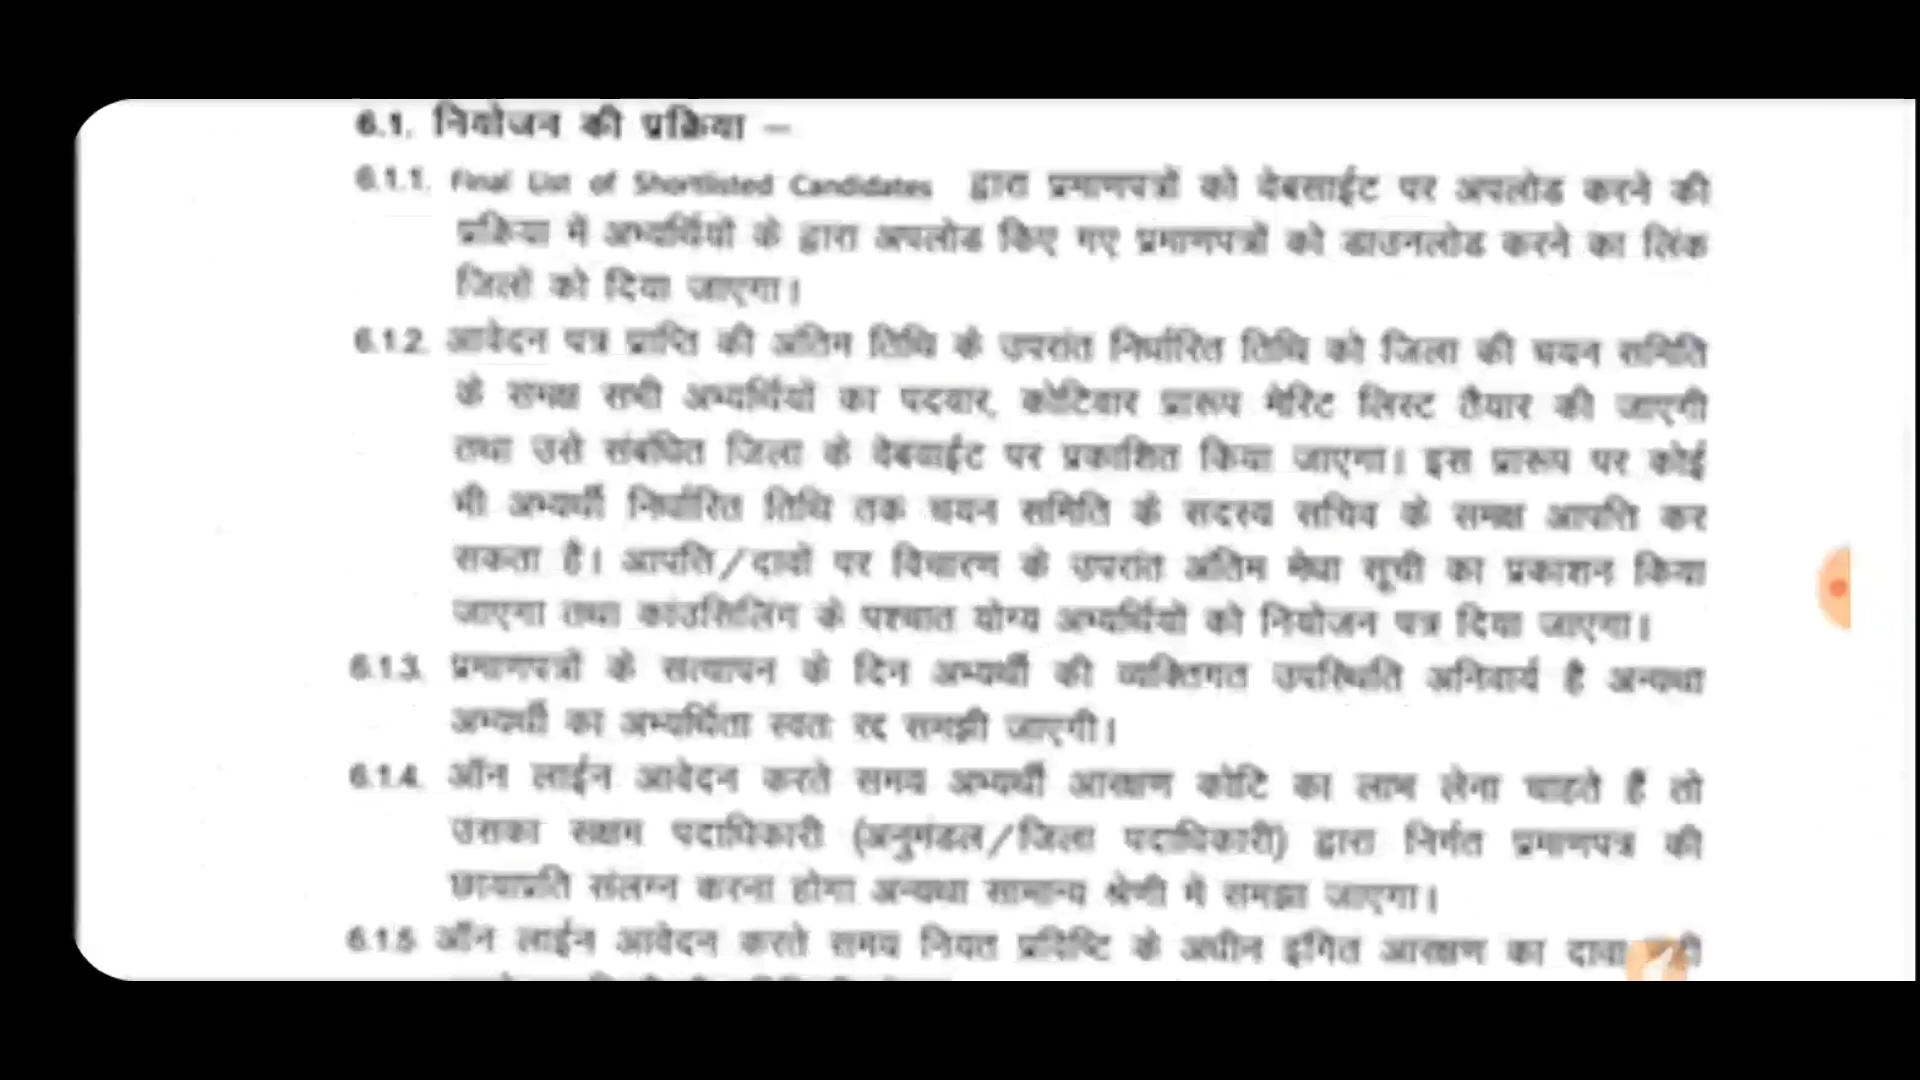 6.1. नियोजन की प्रक्रिया –
6.1.1. Final List of Shortlisted Candidates द्वारा प्रमाणपत्रों को वेबसाईट पर अपलोड करने की
प्रक्रिया में अभ्यर्थियों के द्वारा अपलोड किए गए प्रमाणपत्रों को डाउनलोड करने का लिंक
जिलों को दिया जाएगा।
6.1.2. आवेदन पत्र प्राप्ति की अंतिम तिथि के उपरांत निर्धारित तिथि को जिला की चयन समिति
के समक्ष सभी अभ्यर्थियों का पदवार, कोटिवार प्रारूप मेरिट लिस्ट तैयार की जाएगी
तथा उसे संबंधित जिला के वेबवाईट पर प्रकाशित किया जाएगा। इस प्रारूप पर कोई
भी अभ्यर्थी निर्धारित तिथि तक चयन समिति के सदस्य सचिव के समक्ष आपत्ति कर
सकता है। आपत्ति/दावों पर विचारण के उपरांत अंतिम मेधा सूची का प्रकाशन किया
जाएगा तथा काउंसिलिंग के पश्चात योग्य अभ्यर्थियों को नियोजन पत्र दिया जाएगा।
6.1.3. प्रमाणपत्रों के सत्यापन के दिन अभ्यर्थी की व्यक्तिगत उपस्थिति अनिवार्य है अन्यथा
अभ्यर्थी का अभ्यर्थिता स्वतः रद्द समझी जाएगी।
6.1.4. ऑन लाईन आवेदन करते समय अभ्यर्थी आरक्षण कोटि का लाभ लेना चाहते हैं तो
उसका सक्षम पदाधिकारी (अनुमंडल/जिला पदाधिकारी) द्वारा निर्गत प्रमाणपत्र की
छायाप्रति संलग्न करना होगा अन्यथा सामान्य श्रेणी में समझा जाएगा।
6.1.5 ऑन लाईन आवेदन करते समय नियत प्रविष्टि के अधीन इंगित आरक्षण का दावा